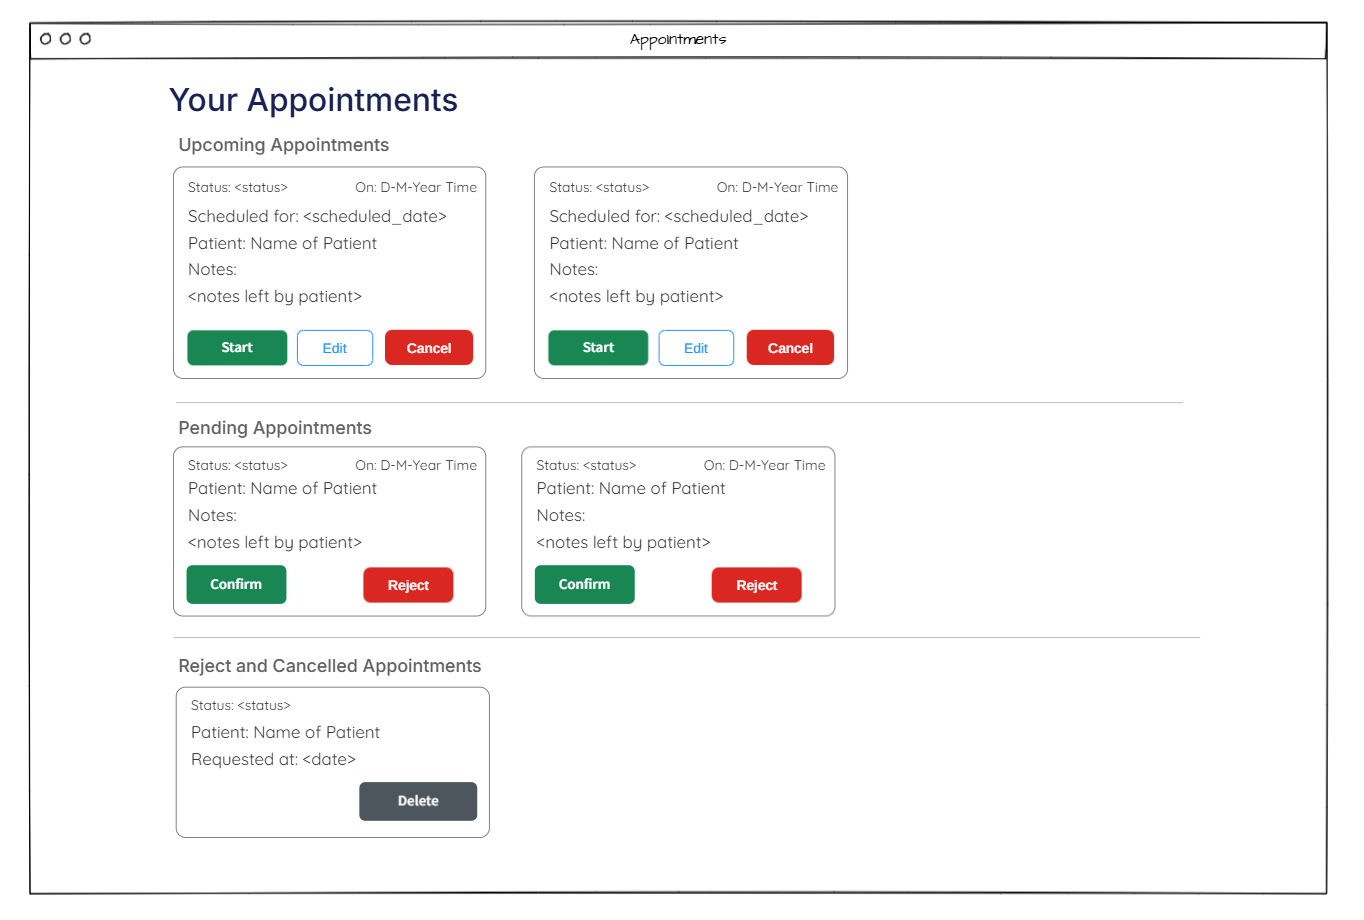 Appointments
Your Appointments
Upcoming Appointments
Status: <status> On: D-M-Year Time
Scheduled for: <scheduled_date>
Patient: Name of Patient
Notes:
<notes left by patient>
Start Edit Cancel
Status: <status> On: D-M-Year Time
Scheduled for: <scheduled_date>
Patient: Name of Patient
Notes:
<notes left by patient>
Start Edit Cancel
Pending Appointments
Status: <status> On: D-M-Year Time
Patient: Name of Patient
Notes:
<notes left by patient>
Confirm Reject
Status: <status> On: D-M-Year Time
Patient: Name of Patient
Notes:
<notes left by patient>
Confirm Reject
Reject and Cancelled Appointments
Status: <status>
Patient: Name of Patient
Requested at: <date>
Delete